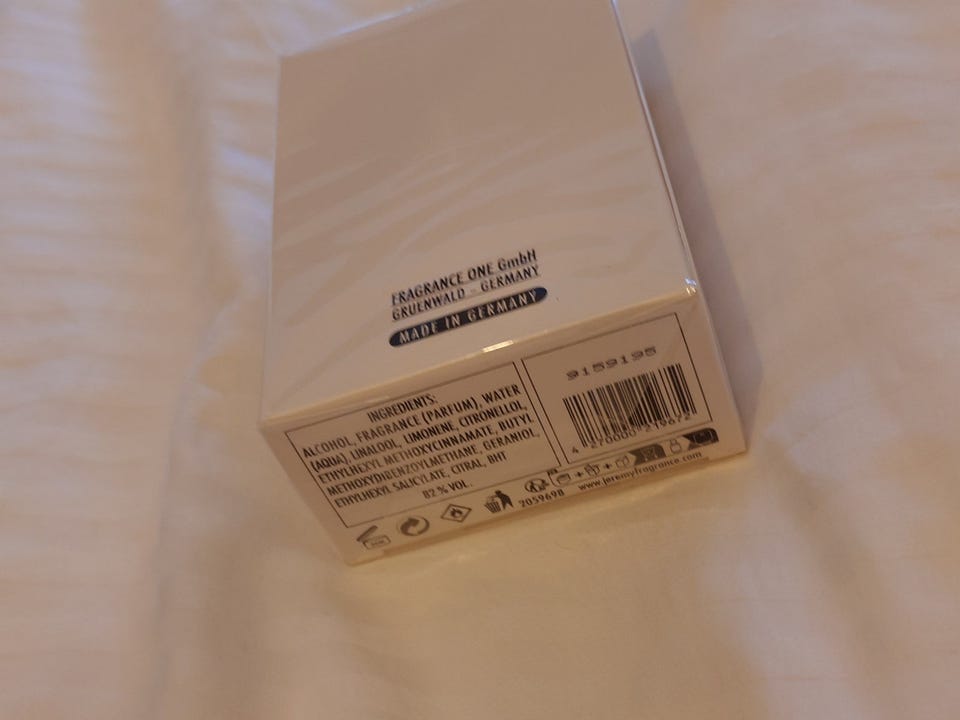 FRAGRANCE ONE GmbH
GRUENWALD - GERMANY
MADE IN GERMANY
INGREDIENTS:
ALCOHOL, FRAGRANCE (PARFUM), WATER
(AQUA), LINALOOL, LIMONENE, CITRONELLOL,
ETHYLHEXYL METHOXYCINNAMATE, BUTYL
METHOXYDIBENZOYLMETHANE, GERANIOL,
ETHYLHEXYL SALICYLATE, CITRAL, BHT
82 % VOL.
9159195
2059698
www.jeremyfragrance.com